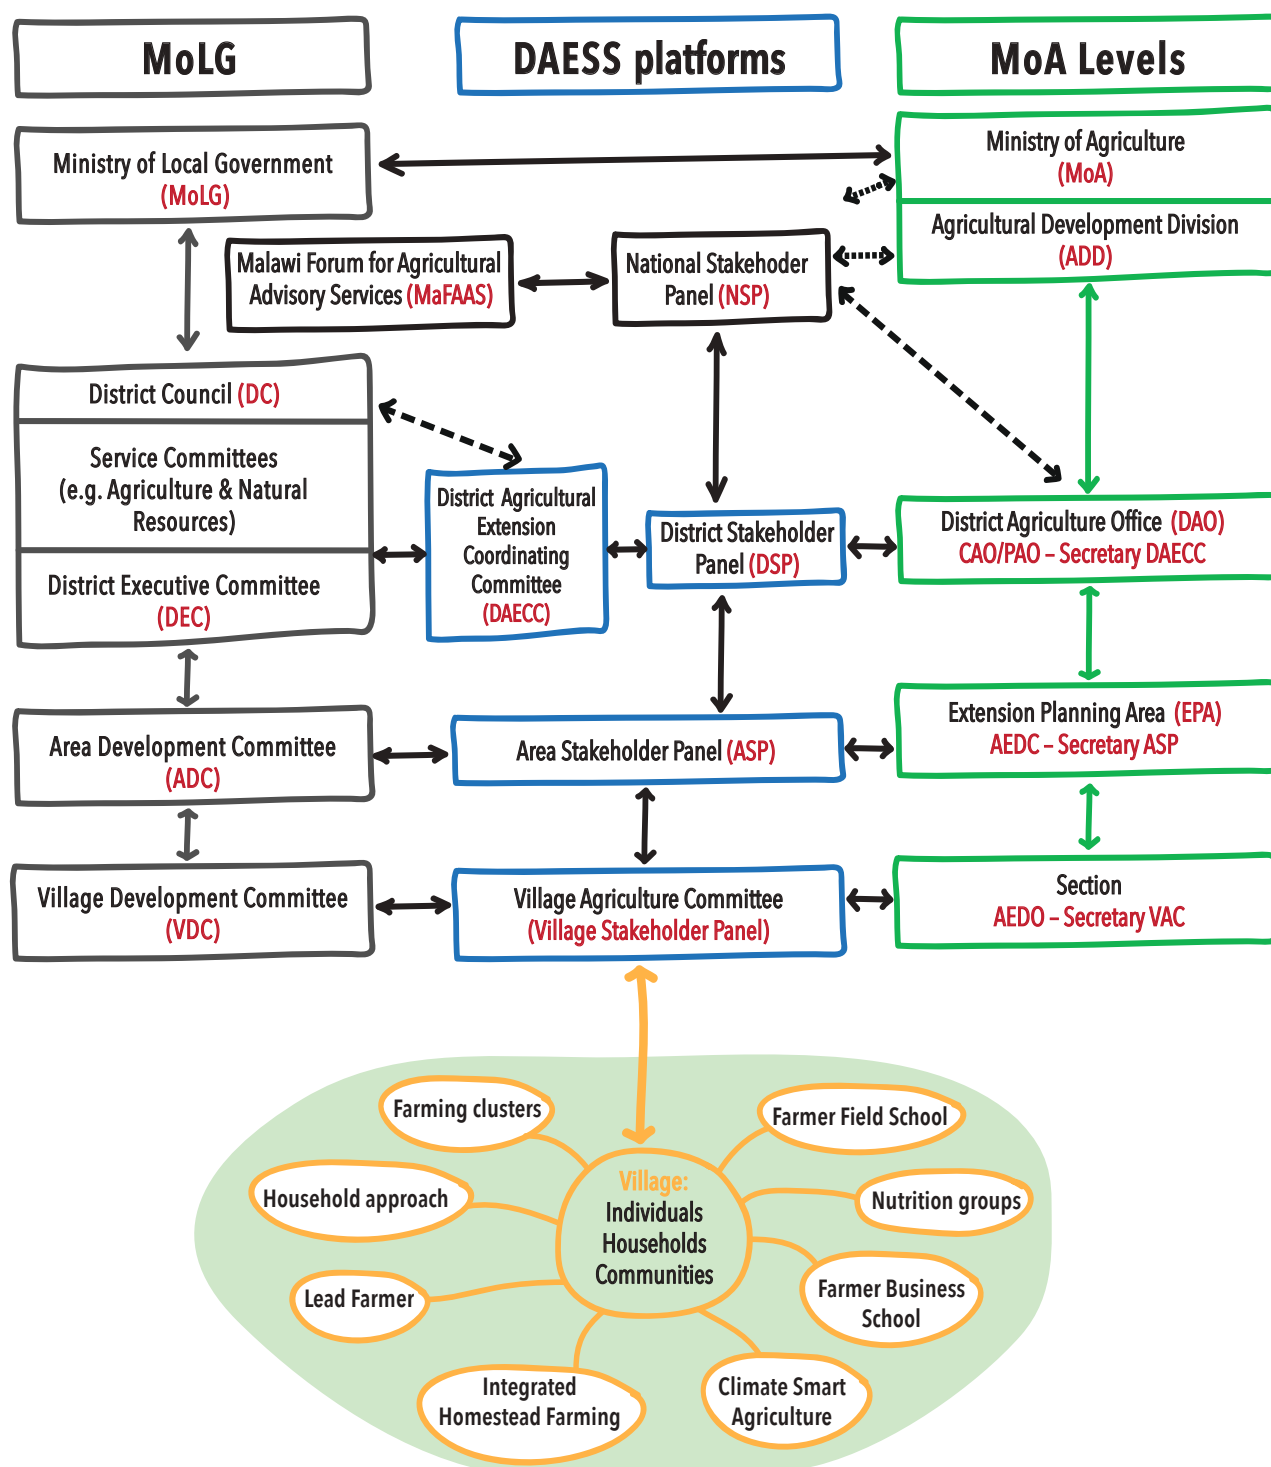 MoLG
DAESS platforms
MoA Levels
Ministry of Local Government
(MoLG)
Ministry of Agriculture
(MoA)
Agricultural Development Division
(ADD)
Malawi Forum for Agricultural
Advisory Services (MaFAAS)
National Stakehoder
Panel (NSP)
District Council (DC)
Service Committees
(e.g. Agriculture & Natural
Resources)
District Executive Committee
(DEC)
District Agricultural
Extension
Coordinating
Committee
(DAECC)
District Stakeholder
Panel (DSP)
District Agriculture Office (DAO)
CAO/PAO – Secretary DAECC
Area Development Committee
(ADC)
Area Stakeholder Panel (ASP)
Extension Planning Area (EPA)
AEDC – Secretary ASP
Village Development Committee
(VDC)
Village Agriculture Committee
(Village Stakeholder Panel)
Section
AEDO – Secretary VAC
Farming clusters
Farmer Field School
Household approach
Village:
Individuals
Households
Communities
Nutrition groups
Lead Farmer
Farmer Business
School
Integrated
Homestead Farming
Climate Smart
Agriculture